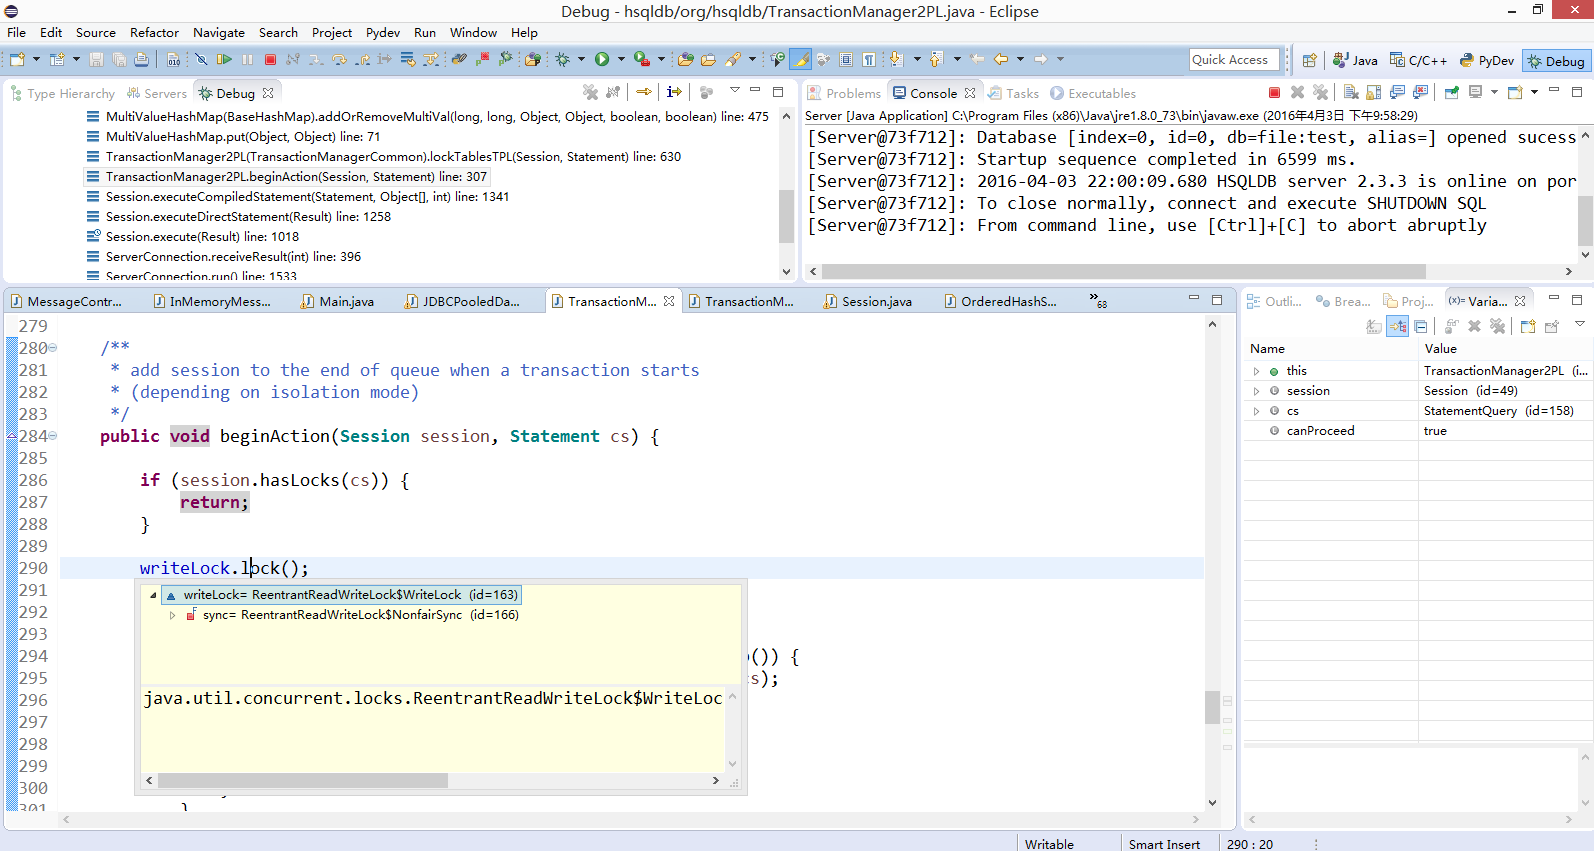 Debug - hsqldb/org/hsqldb/TransactionManager2PL.java - Eclipse
File Edit Source Refactor Navigate Search Project Pydev Run Window Help
Quick Access
Java C/C++ PyDev Debug
Type Hierarchy Servers Debug
MultiValueHashMap(BaseHashMap).addOrRemoveMultiVal(long, long, Object, Object, boolean, boolean) line: 475
MultiValueHashMap.put(Object, Object) line: 71
TransactionManager2PL(TransactionManagerCommon).lockTablesTPL(Session, Statement) line: 630
TransactionManager2PL.beginAction(Session, Statement) line: 307
Session.executeCompiledStatement(Statement, Object[], int) line: 1341
Session.executeDirectStatement(Result) line: 1258
Session.execute(Result) line: 1018
ServerConnection.receiveResult(int) line: 396
ServerConnection.run() line: 1533
Problems Console Tasks Executables
Server [Java Application] C:\Program Files (x86)\Java\jre1.8.0_73\bin\javaw.exe (2016年4月3日 下午9:58:29)
[Server@73f712]: Database [index=0, id=0, db=file:test, alias=] opened sucess
[Server@73f712]: Startup sequence completed in 6599 ms.
[Server@73f712]: 2016-04-03 22:00:09.680 HSQLDB server 2.3.3 is online on por
[Server@73f712]: To close normally, connect and execute SHUTDOWN SQL
[Server@73f712]: From command line, use [Ctrl]+[C] to abort abruptly
MessageContr... InMemoryMess... Main.java JDBCPooledDa... TransactionM... TransactionM... Session.java OrderedHashS... »68
279
280 /**
281 * add session to the end of queue when a transaction starts
282 * (depending on isolation mode)
283 */
284 public void beginAction(Session session, Statement cs) {
285
286 if (session.hasLocks(cs)) {
287 return;
288 }
289
290 writeLock.lock();
291
292
293
294 ()) {
295 s);
296
297
298
299
300
301 }
writeLock= ReentrantReadWriteLock$WriteLock (id=163)
sync= ReentrantReadWriteLock$NonfairSync (id=166)
java.util.concurrent.locks.ReentrantReadWriteLock$WriteLoc
Outli... Brea... Proj... (x)= Varia...
Name Value
this TransactionManager2PL (i...
session Session (id=49)
cs StatementQuery (id=158)
canProceed true
Writable Smart Insert 290 : 20